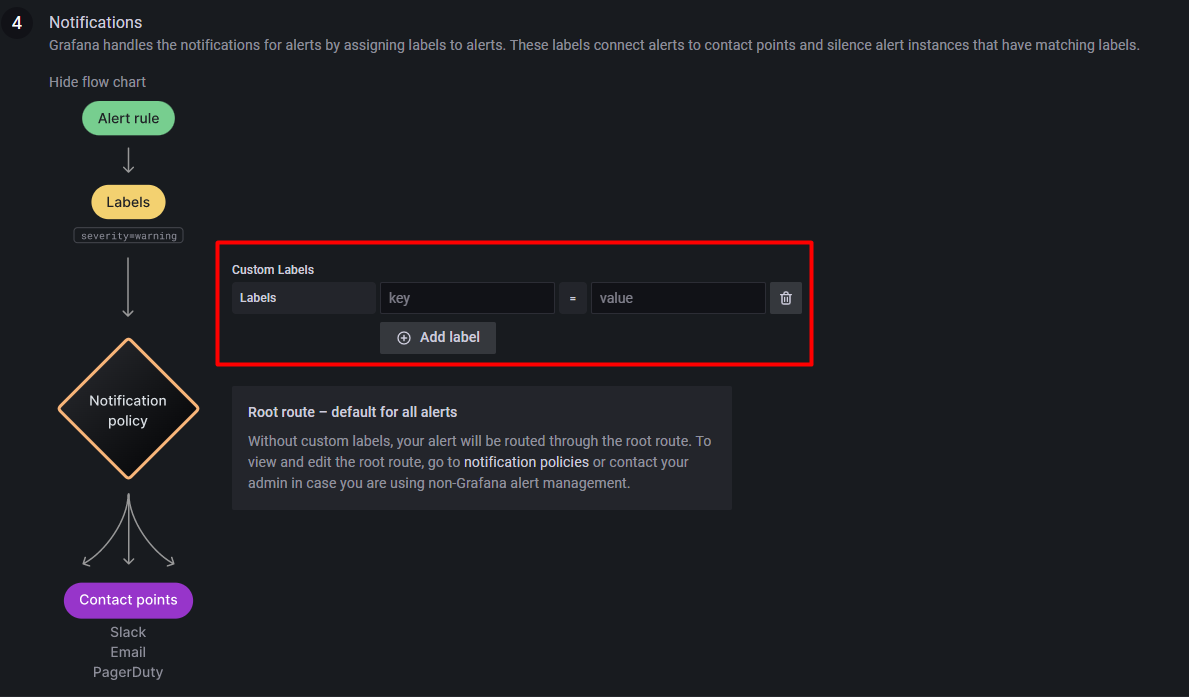 4
Notifications
Grafana handles the notifications for alerts by assigning labels to alerts. These labels connect alerts to contact points and silence alert instances that have matching labels.
Hide flow chart
Alert rule
Labels
severity=warning
Custom Labels
Labels key = value
Add label
Notification
policy
Root route – default for all alerts
Without custom labels, your alert will be routed through the root route. To
view and edit the root route, go to notification policies or contact your
admin in case you are using non-Grafana alert management.
Contact points
Slack
Email
PagerDuty